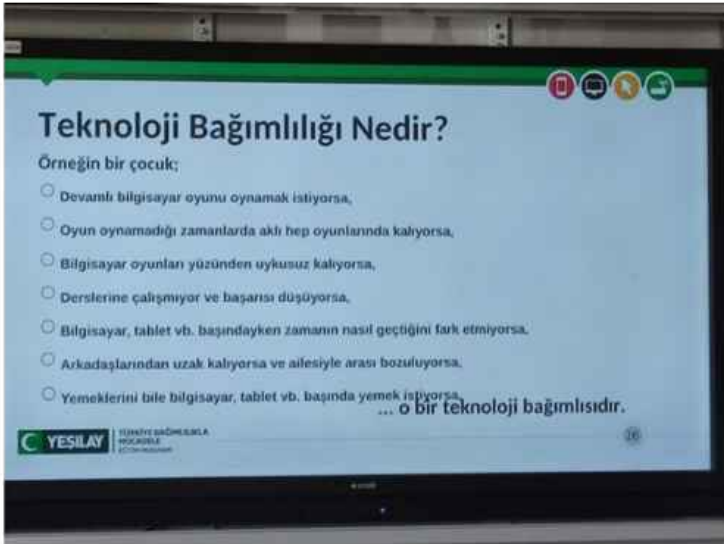 Teknoloji Bağımlılığı Nedir?
Örneğin bir çocuk;
Devamlı bilgisayar oyunu oynamak istiyorsa,
Oyun oynamadığı zamanlarda aklı hep oyunlarında kalıyorsa,
Bilgisayar oyunları yüzünden uykusuz kalıyorsa,
Derslerine çalışmıyor ve başarısı düşüyorsa,
Bilgisayar, tablet vb. başındayken zamanın nasıl geçtiğini fark etmiyorsa,
Arkadaşlarından uzak kalıyorsa ve ailesiyle arası bozuluyorsa,
Yemeklerini bile bilgisayar, tablet vb. başında yemek istiyorsa,
... o bir teknoloji bağımlısıdır.
YEŞİLAY
TÜRKİYE BAĞIMLILIKLA
MÜCADELE